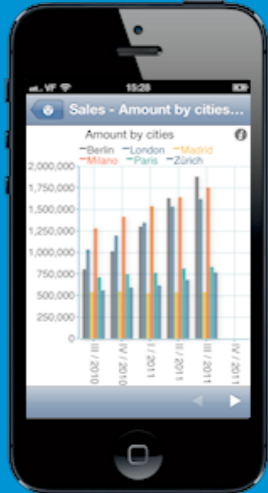 VF 15:28
Sales - Amount by cities...
Amount by cities
Berlin London Madrid
Milano Paris Zürich
2,000,000
1,750,000
1,500,000
1,250,000
1,000,000
750,000
500,000
250,000
0
III / 2010
IV / 2010
I / 2011
II / 2011
III / 2011
IV / 2011